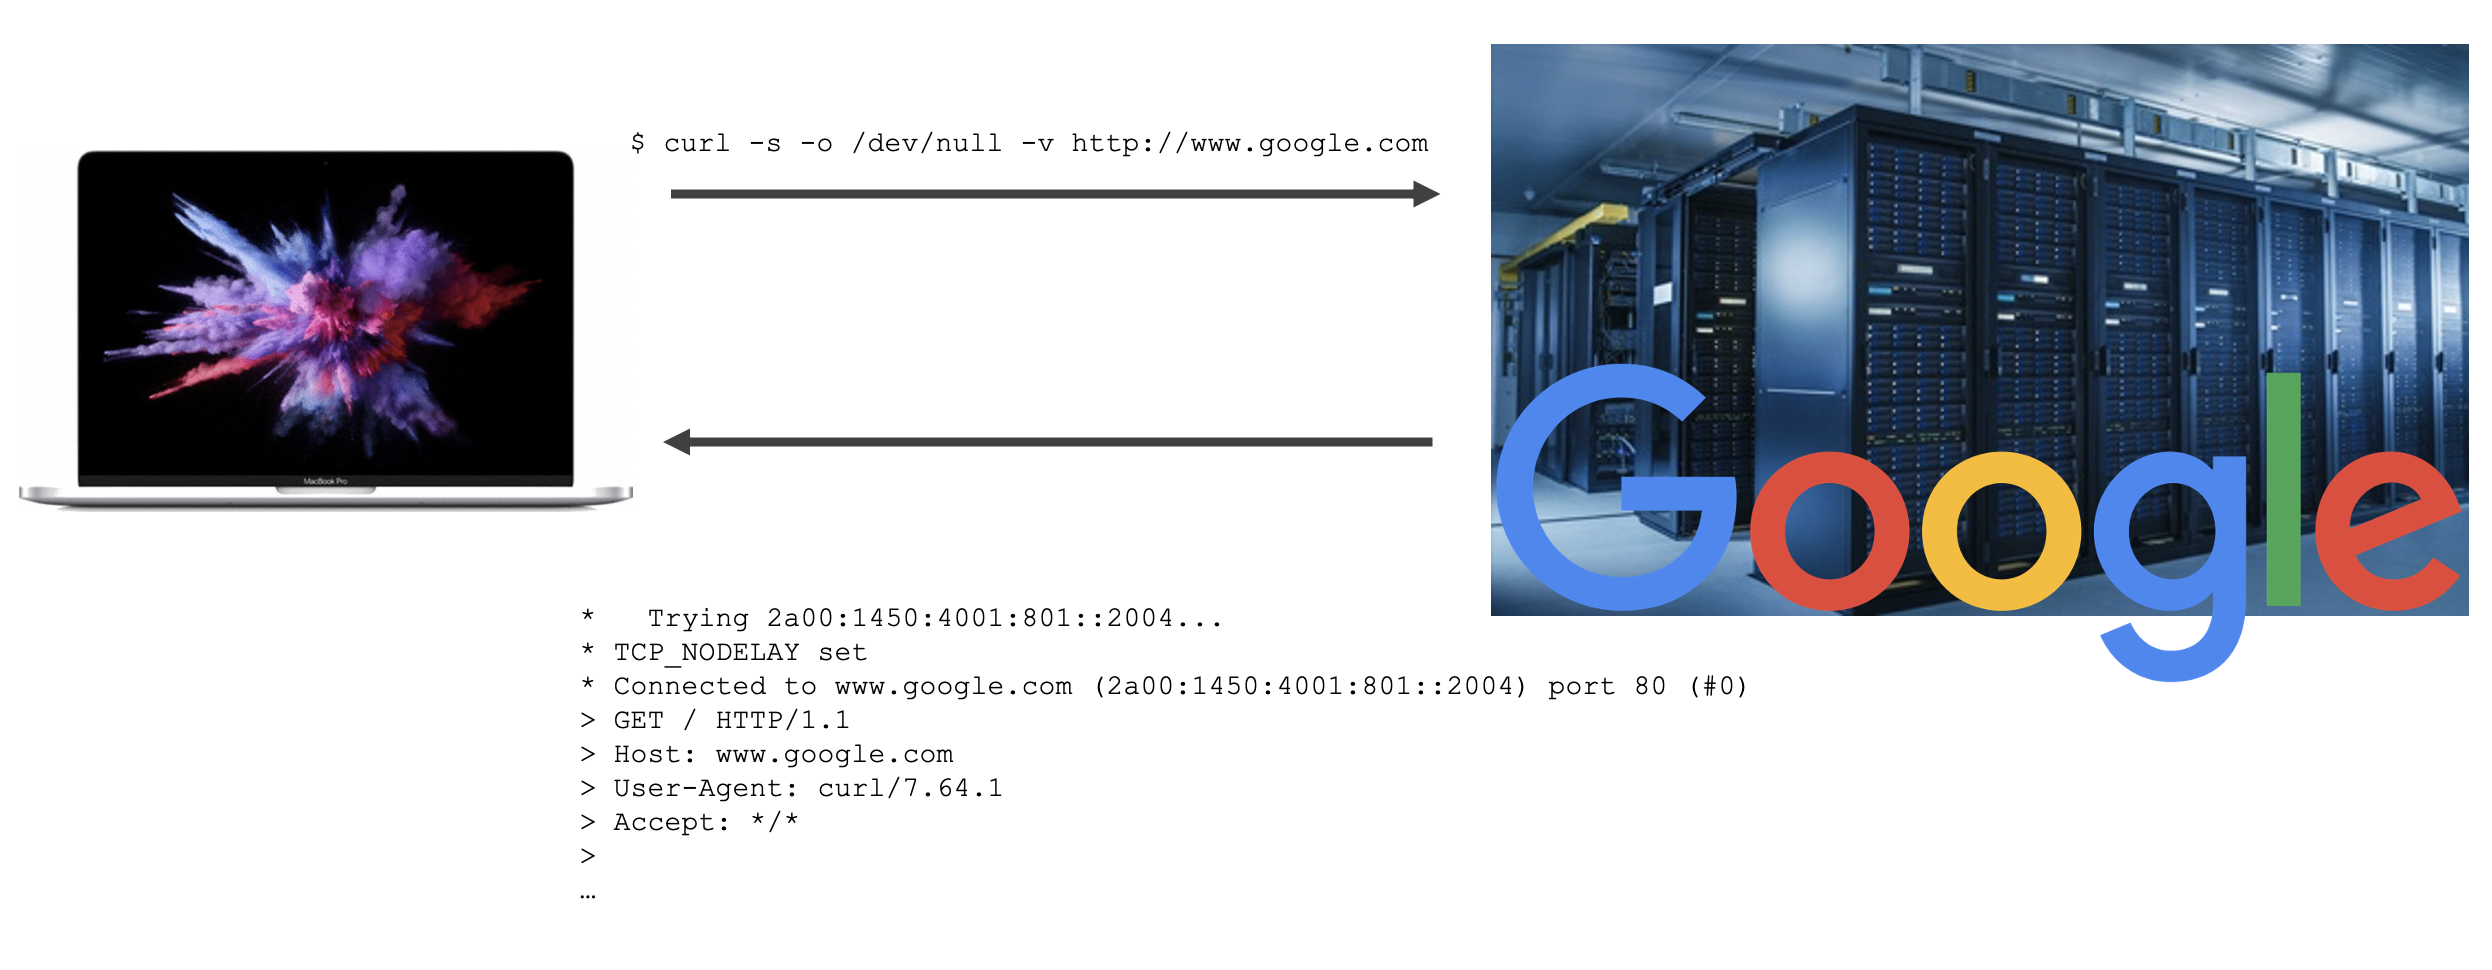 $ curl -s -o /dev/null -v http://www.google.com
MacBook Pro
Google
*   Trying 2a00:1450:4001:801::2004...
* TCP_NODELAY set
* Connected to www.google.com (2a00:1450:4001:801::2004) port 80 (#0)
> GET / HTTP/1.1
> Host: www.google.com
> User-Agent: curl/7.64.1
> Accept: */*
>
…